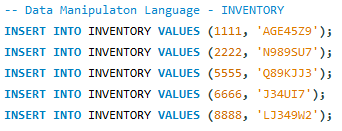 -- Data Manipulaton Language - INVENTORY
INSERT INTO INVENTORY VALUES (1111, 'AGE45Z9');
INSERT INTO INVENTORY VALUES (2222, 'N989SU7');
INSERT INTO INVENTORY VALUES (5555, 'Q89KJJ3');
INSERT INTO INVENTORY VALUES (6666, 'J34UI7');
INSERT INTO INVENTORY VALUES (8888, 'LJ349W2');